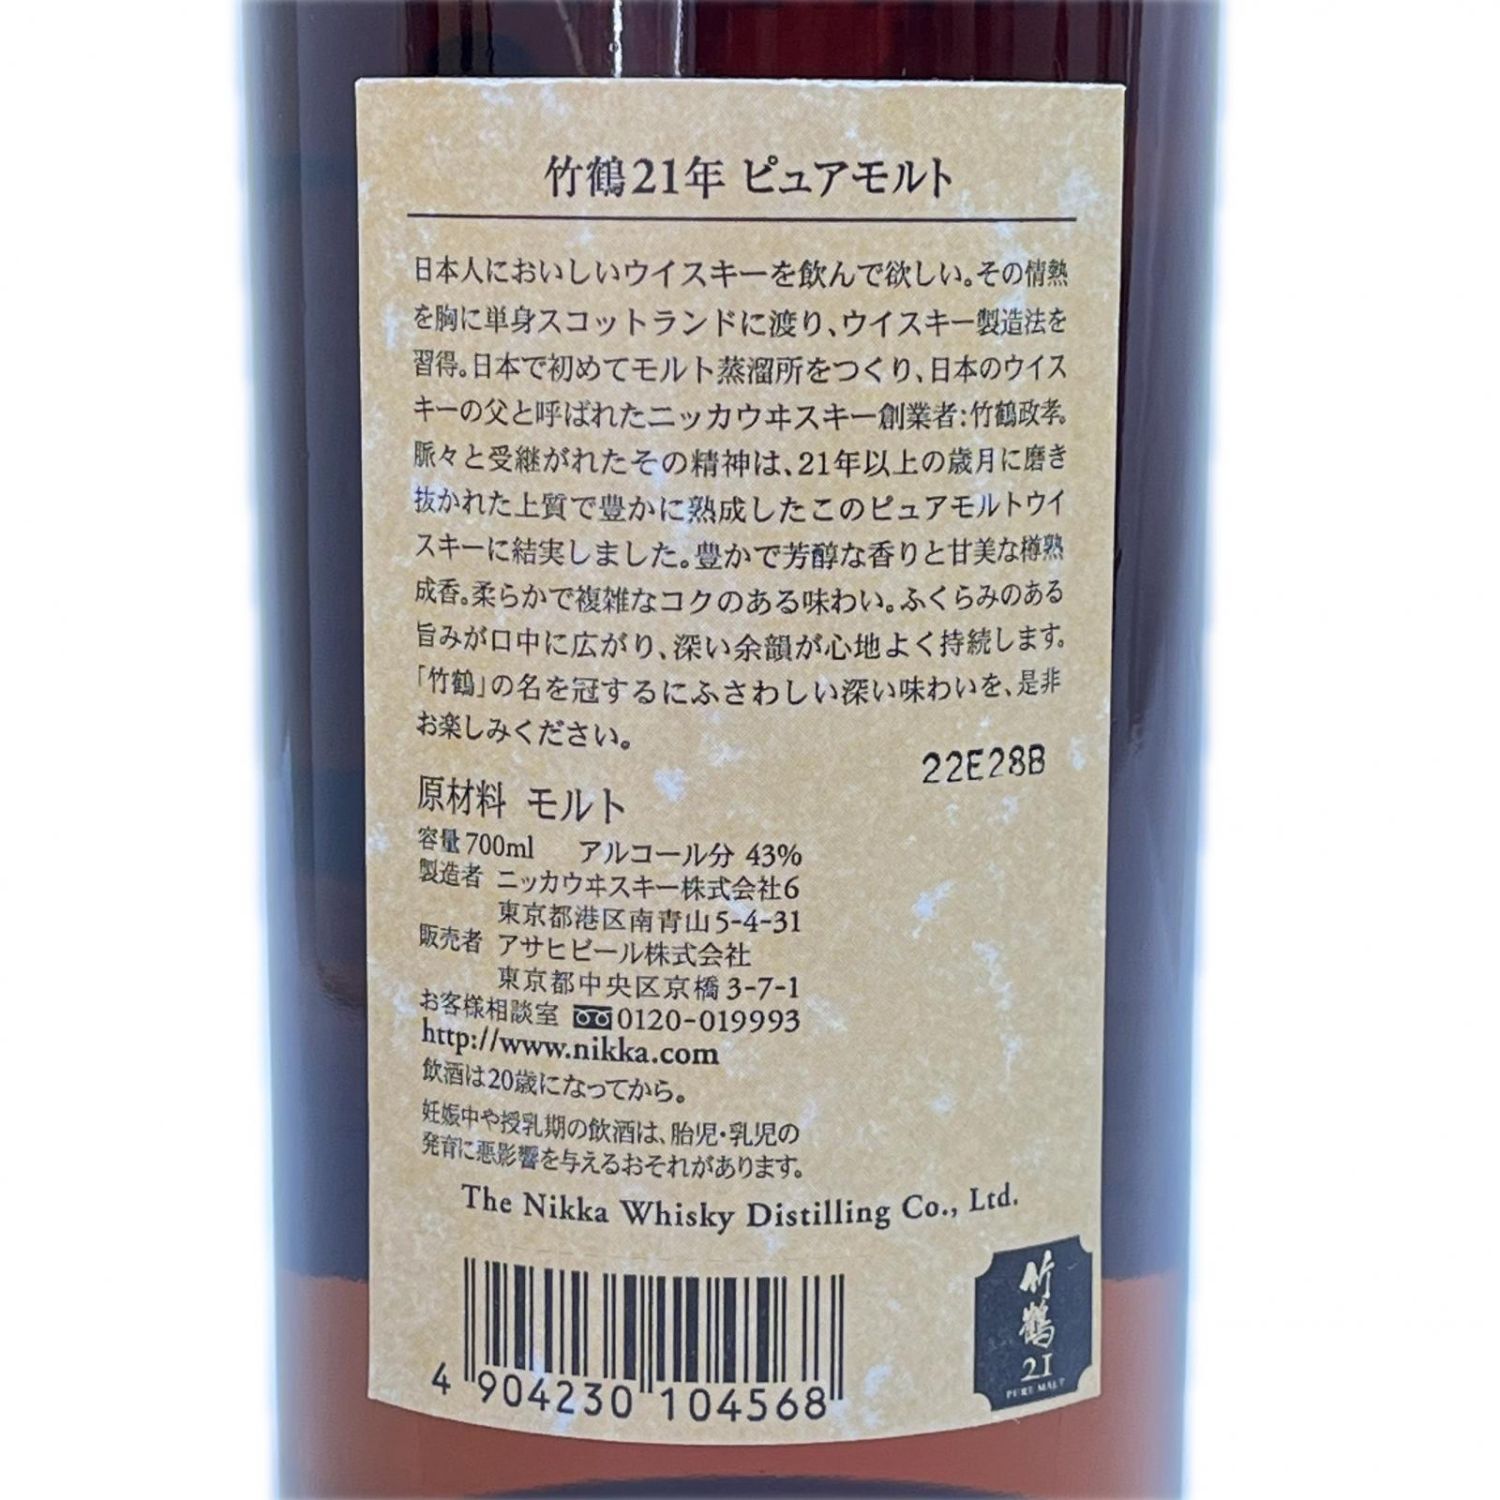 竹鶴21年 ピュアモルト
日本人においしいウイスキーを飲んで欲しい。その情熱
を胸に単身スコットランドに渡り、ウイスキー製造法を
習得。日本で初めてモルト蒸溜所をつくり、日本のウイス
キーの父と呼ばれたニッカウヰスキー創業者:竹鶴政孝。
脈々と受継がれたその精神は、21年以上の歳月に磨き
抜かれた上質で豊かに熟成したこのピュアモルトウイ
スキーに結実しました。豊かで芳醇な香りと甘美な樽熟
成香。柔らかで複雑なコクのある味わい。ふくらみのある
旨みが口中に広がり、深い余韻が心地よく持続します。
「竹鶴」の名を冠するにふさわしい深い味わいを、是非
お楽しみください。
22E28B
原材料 モルト
容量 700ml アルコール分 43%
製造者 ニッカウヰスキー株式会社6
東京都港区南青山5-4-31
販売者 アサヒビール株式会社
東京都中央区京橋3-7-1
お客様相談室 0120-019993
http://www.nikka.com
飲酒は20歳になってから。
妊娠中や授乳期の飲酒は、胎児・乳児の
発育に悪影響を与えるおそれがあります。
The Nikka Whisky Distilling Co., Ltd.
4 904230 104568
竹鶴
21
PURE MALT